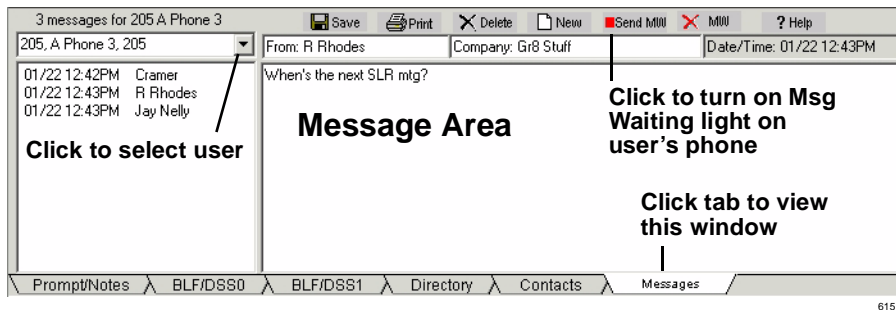 3 messages for 205 A Phone 3
Save Print Delete New Send MW MW ? Help
205, A Phone 3, 205
From: R Rhodes Company: Gr8 Stuff Date/Time: 01/22 12:43PM
01/22 12:42PM Cramer
01/22 12:43PM R Rhodes
01/22 12:43PM Jay Nelly
When's the next SLR mtg?
Click to select user
Message Area
Click to turn on Msg
Waiting light on
user's phone
Click tab to view
this window
Prompt/Notes BLF/DSS0 BLF/DSS1 Directory Contacts Messages
615